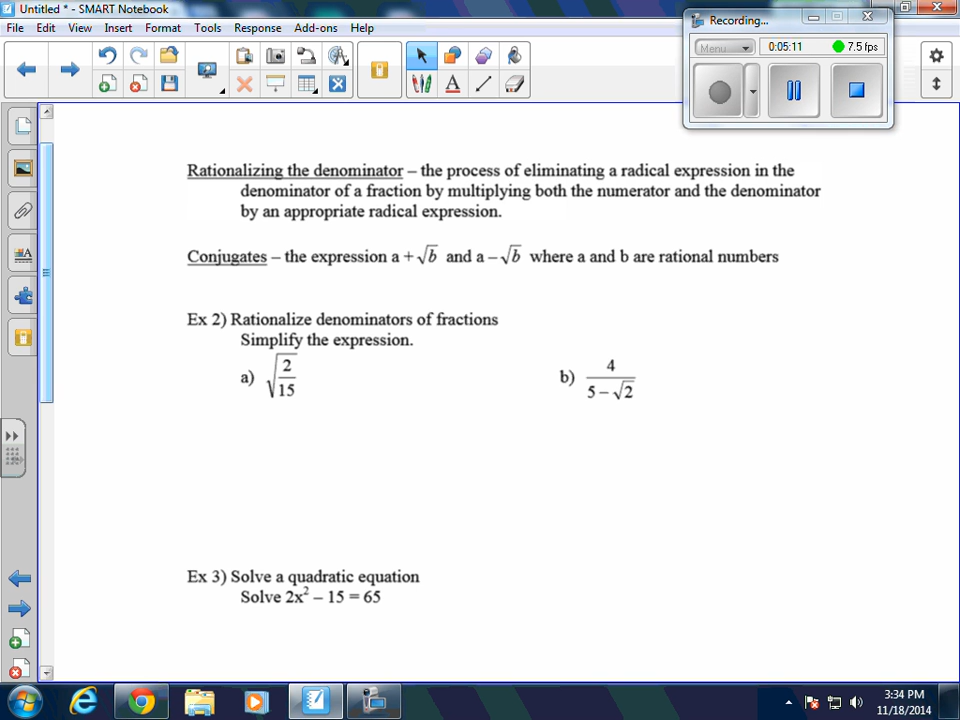 Untitled * - SMART Notebook
File Edit View Insert Format Tools Response Add-ons Help
Recording...
Menu 0:05:11 7.5 fps
Rationalizing the denominator – the process of eliminating a radical expression in the
denominator of a fraction by multiplying both the numerator and the denominator
by an appropriate radical expression.
Conjugates – the expression a + √b and a – √b where a and b are rational numbers
Ex 2) Rationalize denominators of fractions
Simplify the expression.
a) √(2/15) b) 4/(5 – √2)
Ex 3) Solve a quadratic equation
Solve 2x² – 15 = 65
3:34 PM
11/18/2014